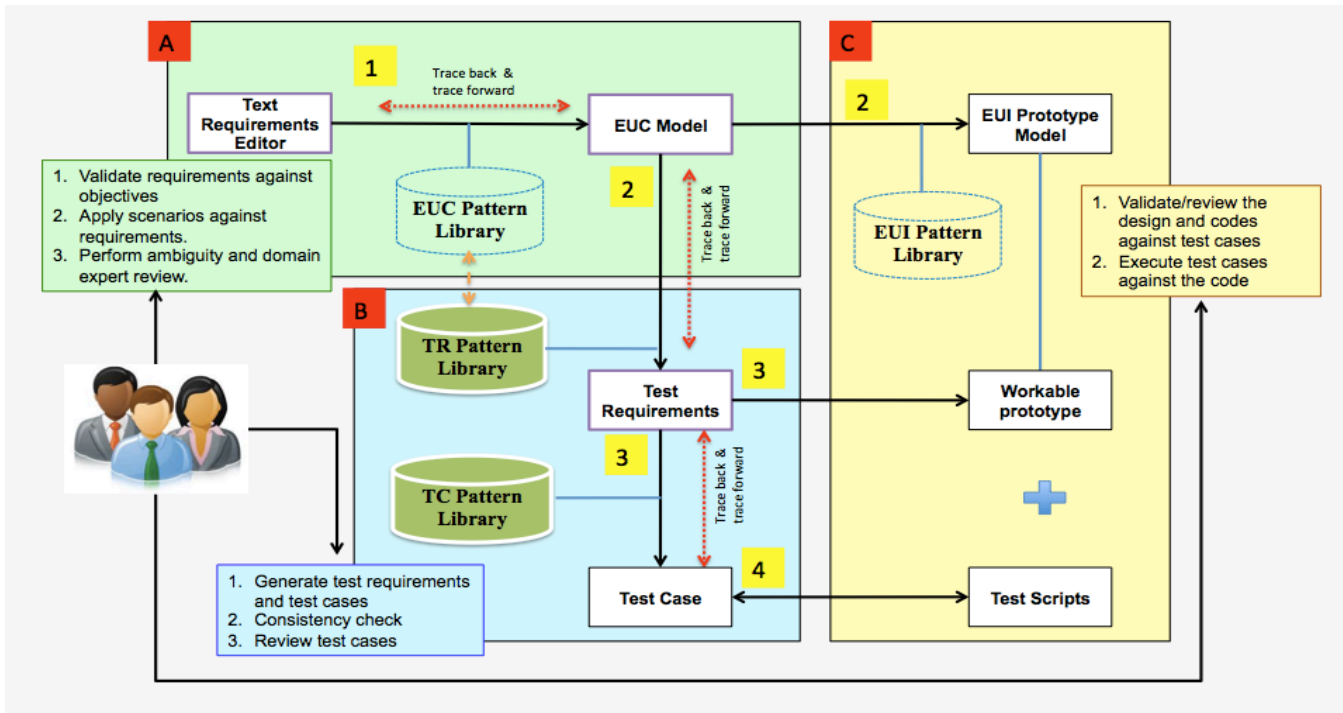 A
C
1
Trace back &
trace forward
2
Text
Requirements
Editor
EUC Model
EUI Prototype
Model
1. Validate requirements against
objectives
2. Apply scenarios against
requirements.
3. Perform ambiguity and domain
expert review.
EUC Pattern
Library
2
Trace back &
trace forward
EUI Pattern
Library
1. Validate/review the
design and codes
against test cases
2. Execute test cases
against the code
B
TR Pattern
Library
3
Test
Requirements
Workable
prototype
3
Trace back &
trace forward
TC Pattern
Library
4
1. Generate test requirements
and test cases
2. Consistency check
3. Review test cases
Test Case
Test Scripts